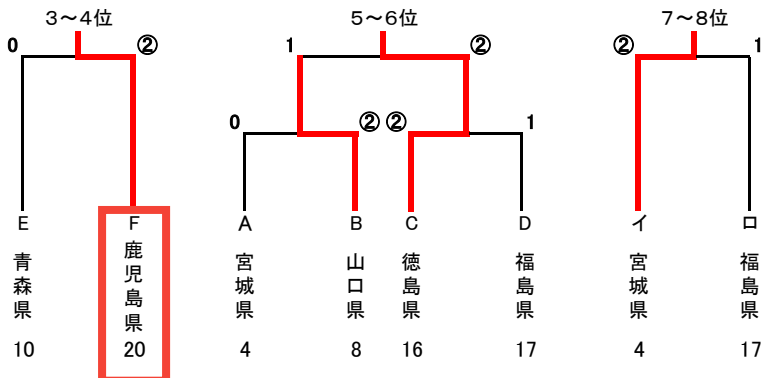 3～4位 5～6位 7～8位
0 ② 1 ② ② 1
0 ② ② 1
E F A B C D イ ロ
青森県 鹿児島県 宮城県 山口県 徳島県 福島県 宮城県 福島県
10 20 4 8 16 17 4 17